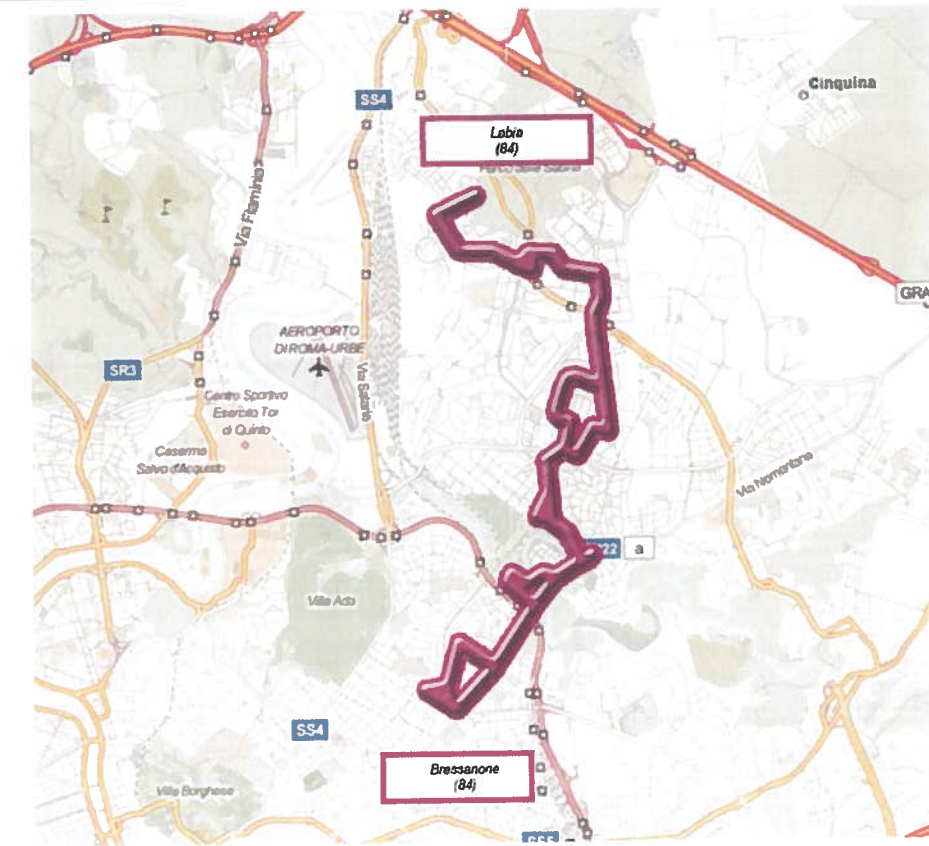 Cinquina
SS4
Labia
(84)
Via Flaminia
GRA
AEROPORTO
DI ROMA-URBE
SR3
Via Salaria
Centro Sportivo
Esercito Tor
di Quinto
Caserma
Salvo d'Acquisto
Via Nomentana
22
a
Villa Ada
SS4
Bressanone
(84)
Villa Borghese